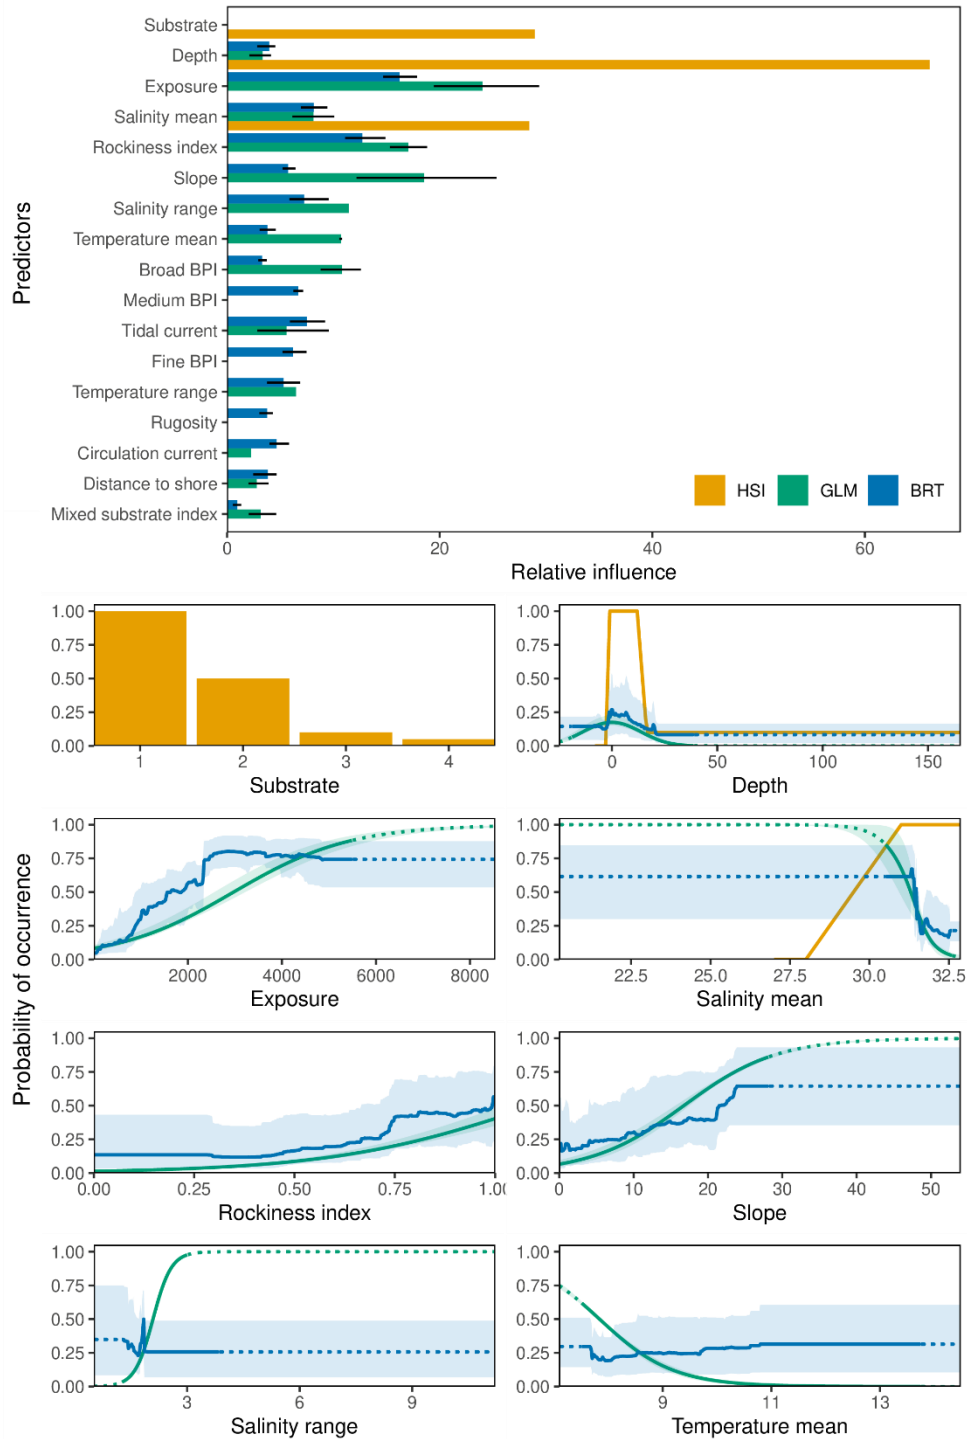 Predictors
Substrate
Depth
Exposure
Salinity mean
Rockiness index
Slope
Salinity range
Temperature mean
Broad BPI
Medium BPI
Tidal current
Fine BPI
Temperature range
Rugosity
Circulation current
Distance to shore
Mixed substrate index
HSI GLM BRT
0 20 40 60
Relative influence
Probability of occurrence
1.00
0.75
0.50
0.25
0.00
1 2 3 4
Substrate
1.00
0.75
0.50
0.25
0.00
0 50 100 150
Depth
1.00
0.75
0.50
0.25
0.00
2000 4000 6000 8000
Exposure
1.00
0.75
0.50
0.25
0.00
22.5 25.0 27.5 30.0 32.5
Salinity mean
1.00
0.75
0.50
0.25
0.00
0.00 0.25 0.50 0.75 1.00
Rockiness index
1.00
0.75
0.50
0.25
0.00
0 10 20 30 40 50
Slope
1.00
0.75
0.50
0.25
0.00
3 6 9
Salinity range
1.00
0.75
0.50
0.25
0.00
9 11 13
Temperature mean